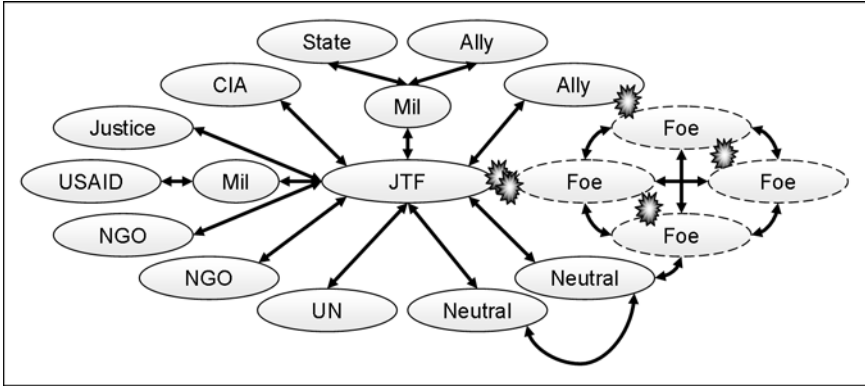 State
Ally
CIA
Ally
Mil
Justice
Foe
USAID
Mil
JTF
Foe
Foe
NGO
Foe
NGO
Neutral
UN
Neutral